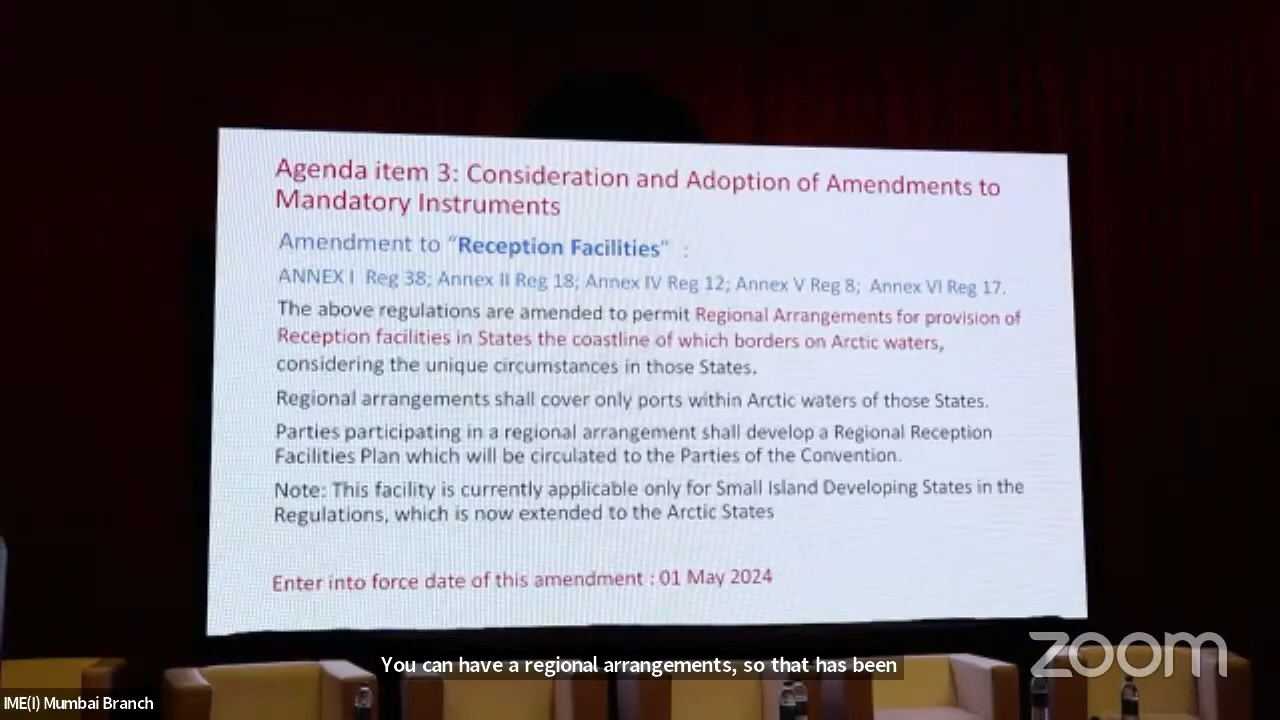 Agenda item 3: Consideration and Adoption of Amendments to
Mandatory Instruments
Amendment to "Reception Facilities" :
ANNEX I Reg 38; Annex II Reg 18; Annex IV Reg 12; Annex V Reg 8; Annex VI Reg 17.
The above regulations are amended to permit Regional Arrangements for provision of
Reception facilities in States the coastline of which borders on Arctic waters,
considering the unique circumstances in those States.
Regional arrangements shall cover only ports within Arctic waters of those States.
Parties participating in a regional arrangement shall develop a Regional Reception
Facilities Plan which will be circulated to the Parties of the Convention.
Note: This facility is currently applicable only for Small Island Developing States in the
Regulations, which is now extended to the Arctic States
Enter into force date of this amendment : 01 May 2024
zoom
You can have a regional arrangements, so that has been
IME(I) Mumbai Branch